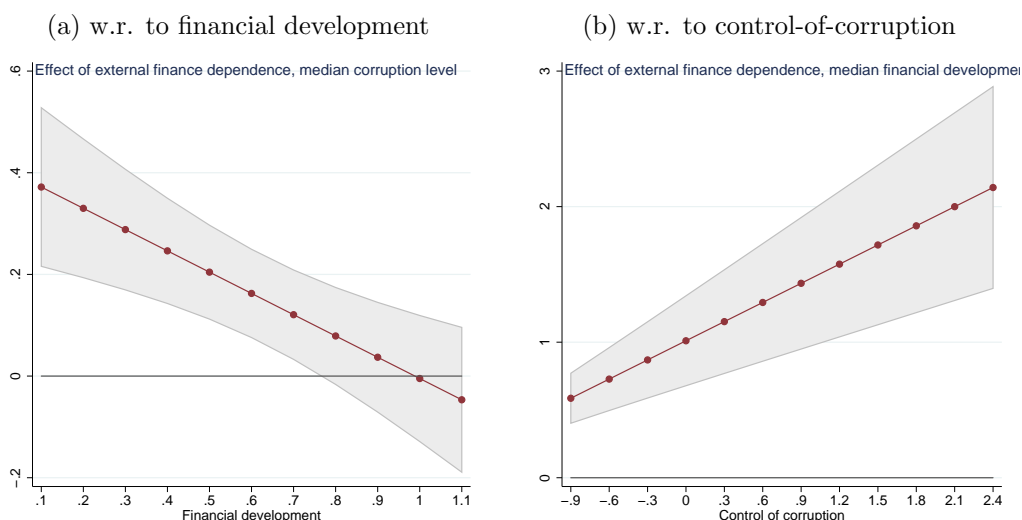 (a) w.r. to financial development
(b) w.r. to control-of-corruption
Effect of external finance dependence, median corruption level
.6
.4
.2
0
-.2
.1 .2 .3 .4 .5 .6 .7 .8 .9 1 1.1
Financial development
Effect of external finance dependence, median financial developmen
3
2
1
0
-.9 -.6 -.3 0 .3 .6 .9 1.2 1.5 1.8 2.1 2.4
Control of corruption